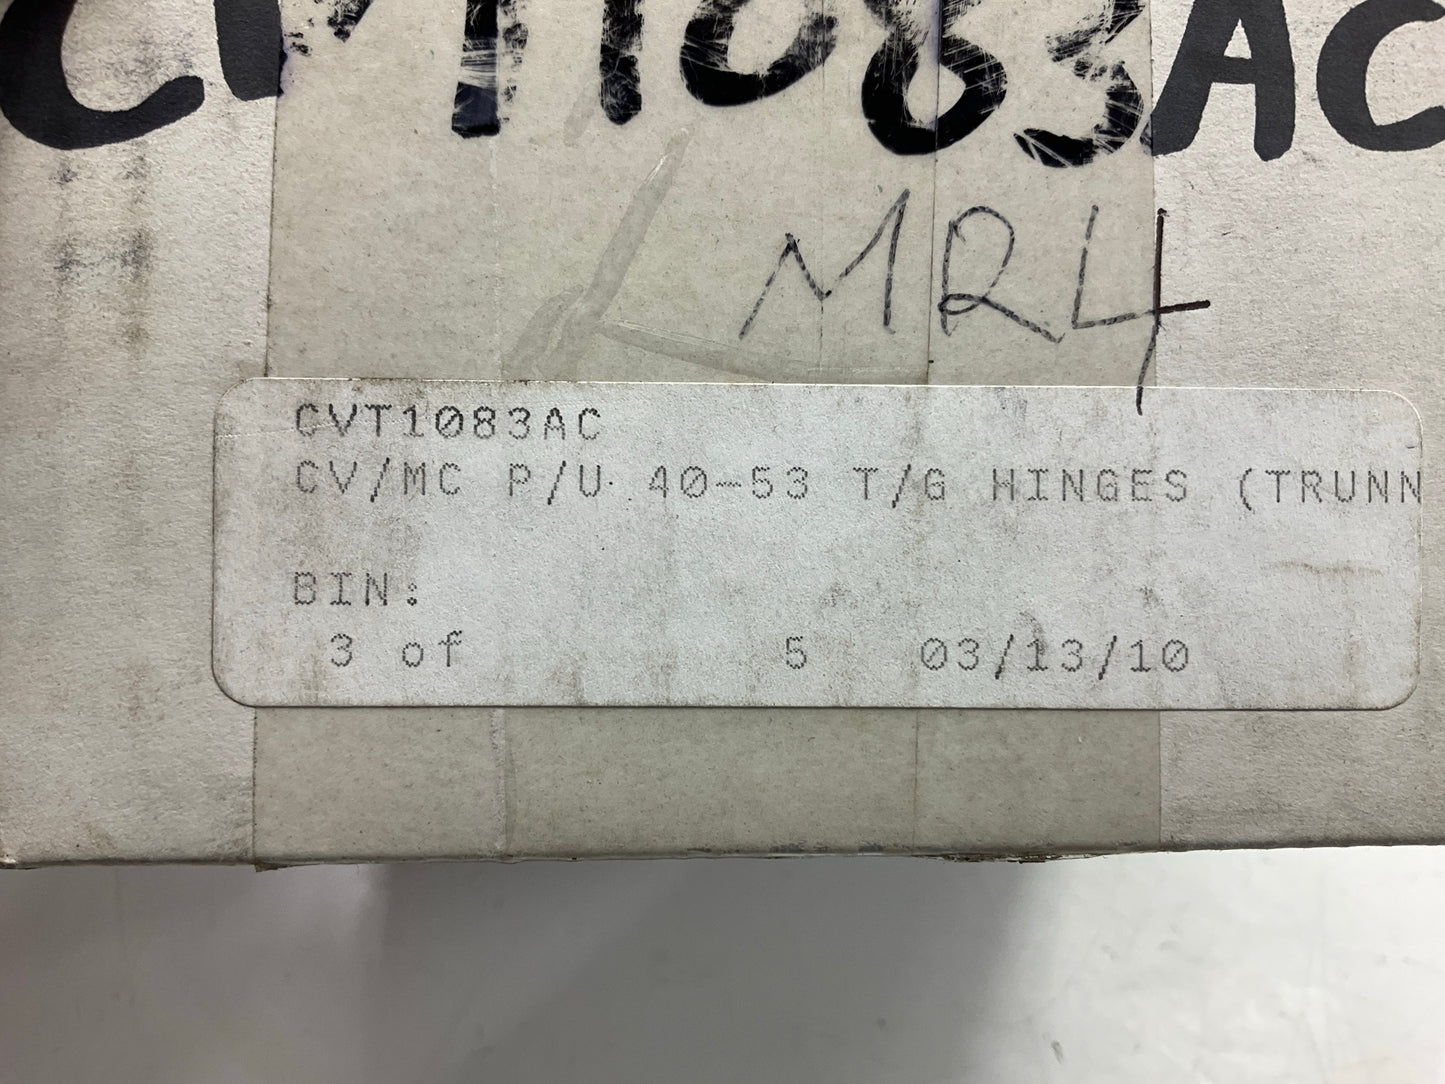 CVT1083AC
MR4
CVT1083AC
CV/MC P/U 40-53 T/G HINGES (TRUNN
BIN:
3 of 5 03/13/10